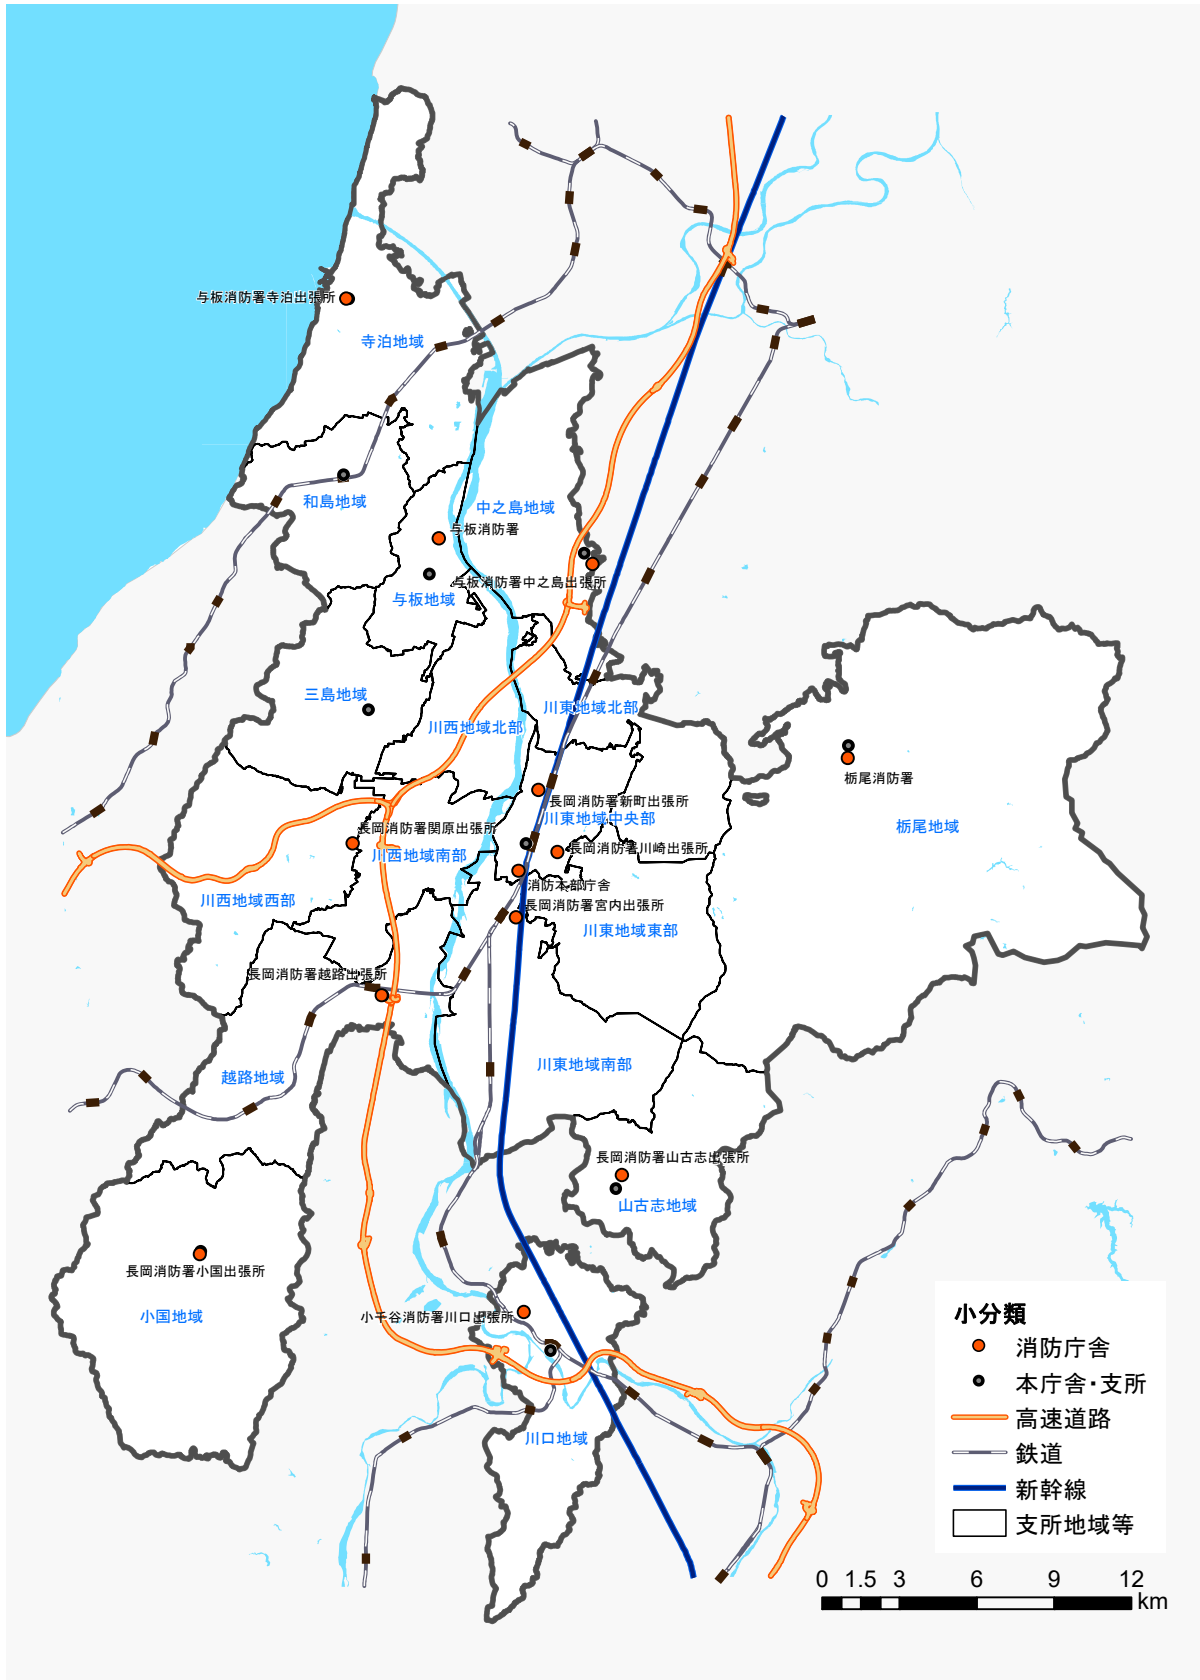 与板消防署寺泊出張所
寺泊地域
和島地域
中之島地域
与板消防署
与板消防署中之島出張所
与板地域
三島地域
川西地域北部
川東地域北部
栃尾消防署
長岡消防署新町出張所
川東地域中央部
栃尾地域
長岡消防署関原出張所
川西地域南部
長岡消防署川崎出張所
消防本部庁舎
川西地域西部
長岡消防署宮内出張所
川東地域東部
長岡消防署越路出張所
川東地域南部
越路地域
長岡消防署山古志出張所
山古志地域
長岡消防署小国出張所
小国地域
小千谷消防署川口出張所
川口地域
小分類
消防庁舎
本庁舎・支所
高速道路
鉄道
新幹線
支所地域等
0 1.5 3 6 9 12
km